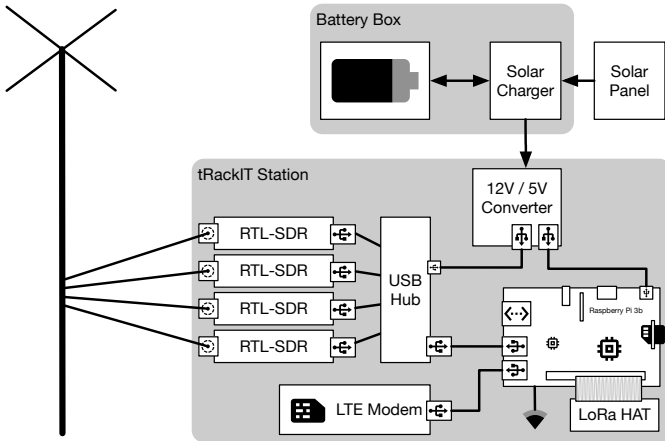 Battery Box
Solar
Charger
Solar
Panel
tRackIT Station
12V / 5V
Converter
RTL-SDR
RTL-SDR
RTL-SDR
RTL-SDR
USB
Hub
Raspberry Pi 3b
LTE Modem
LoRa HAT